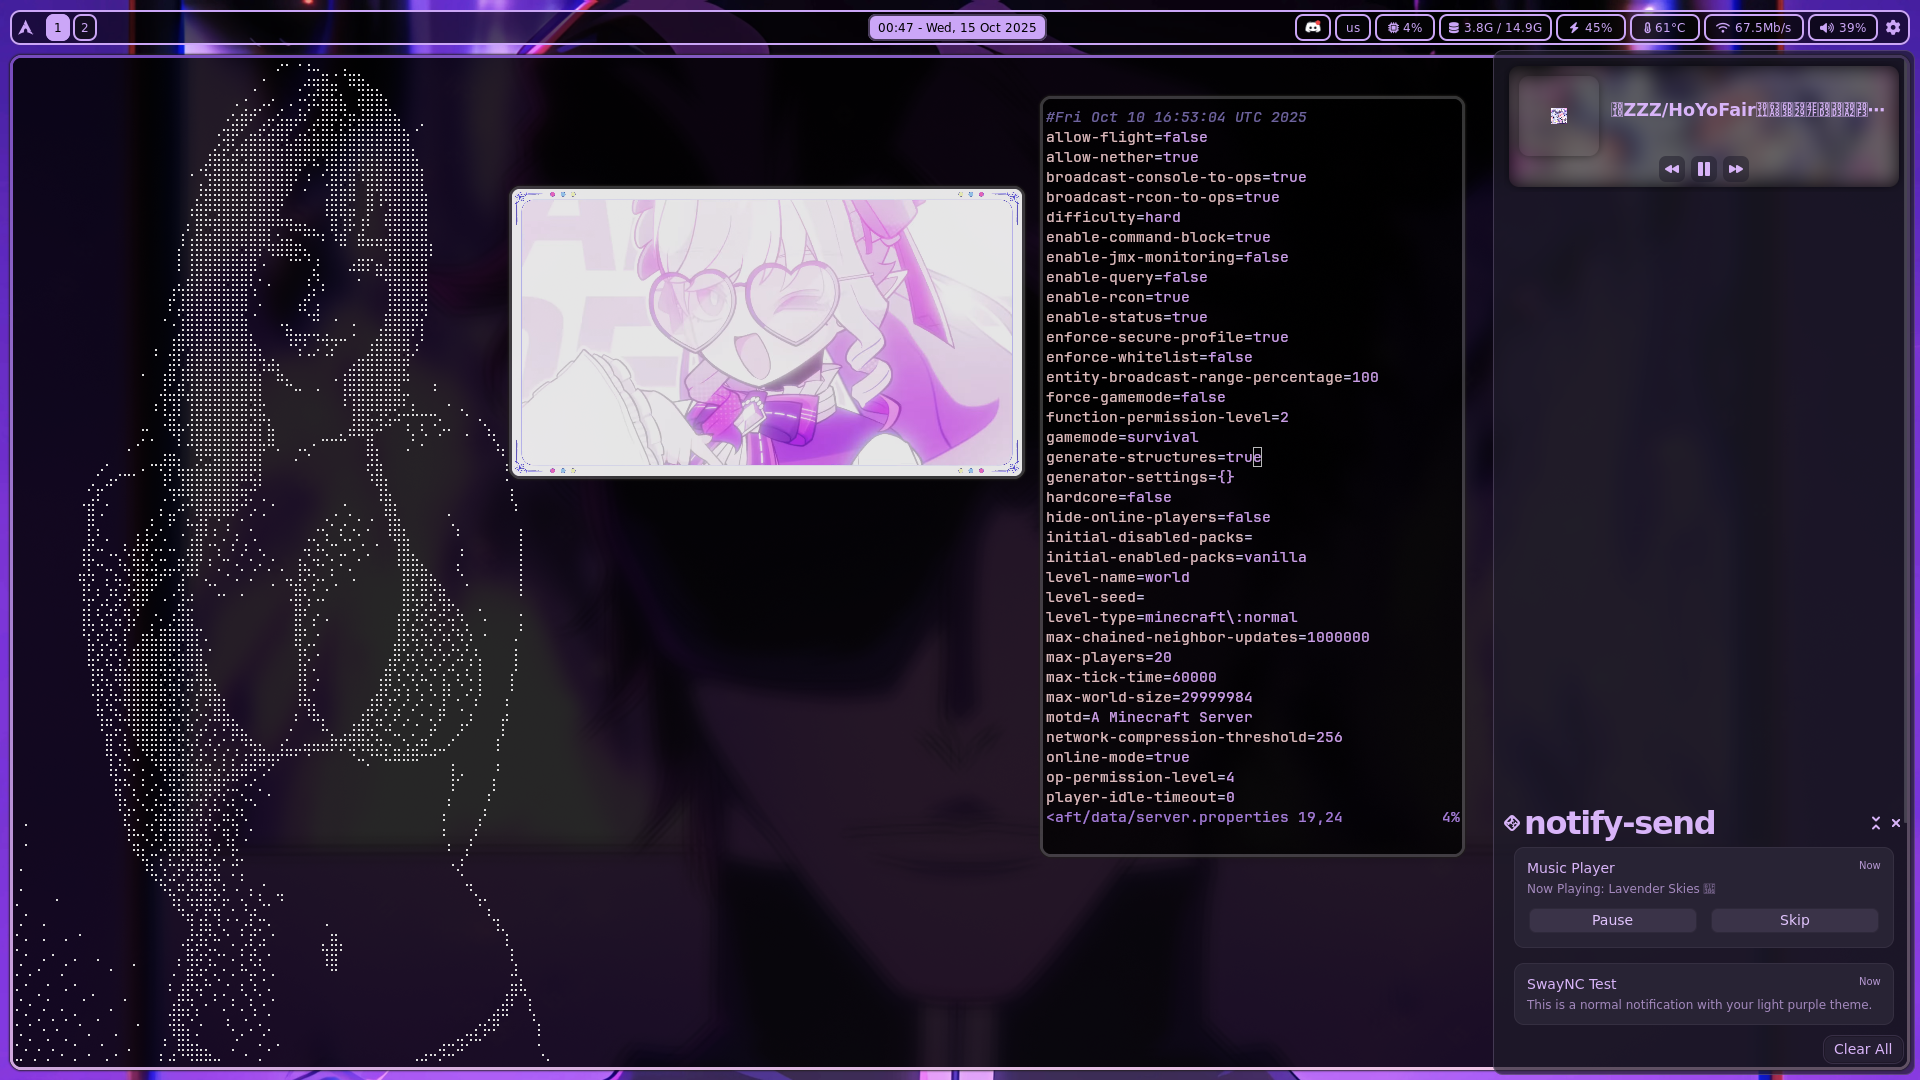 1 2
00:47 - Wed, 15 Oct 2025
us
4%
3.8G / 14.9G
45%
61°C
67.5Mb/s
39%
#Fri Oct 10 16:53:04 UTC 2025
allow-flight=false
allow-nether=true
broadcast-console-to-ops=true
broadcast-rcon-to-ops=true
difficulty=hard
enable-command-block=true
enable-jmx-monitoring=false
enable-query=false
enable-rcon=true
enable-status=true
enforce-secure-profile=true
enforce-whitelist=false
entity-broadcast-range-percentage=100
force-gamemode=false
function-permission-level=2
gamemode=survival
generate-structures=true
generator-settings={}
hardcore=false
hide-online-players=false
initial-disabled-packs=
initial-enabled-packs=vanilla
level-name=world
level-seed=
level-type=minecraft\:normal
max-chained-neighbor-updates=1000000
max-players=20
max-tick-time=60000
max-world-size=29999984
motd=A Minecraft Server
network-compression-threshold=256
online-mode=true
op-permission-level=4
player-idle-timeout=0
<aft/data/server.properties 19,24 4%
ZZZ/HoYoFair
notify-send
Music Player
Now
Now Playing: Lavender Skies
Pause
Skip
SwayNC Test
Now
This is a normal notification with your light purple theme.
Clear All